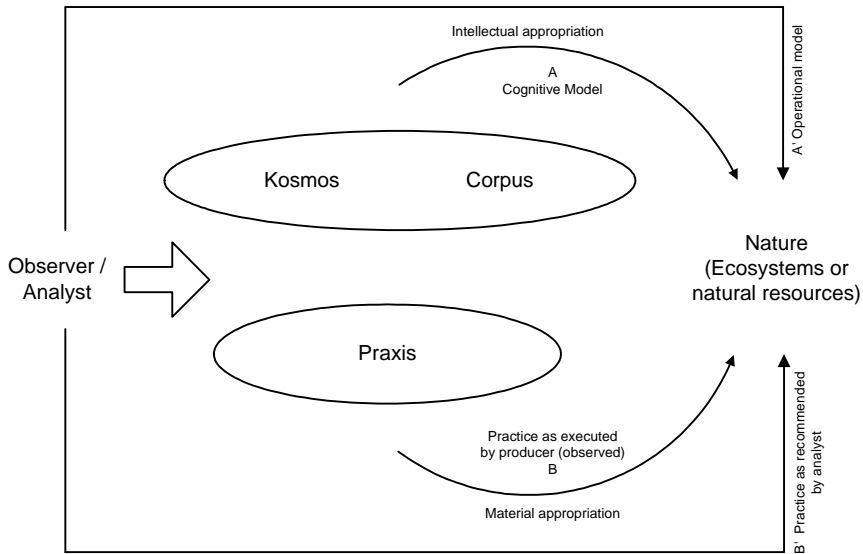 Intellectual appropriation
A
Cognitive Model
A' Operational model
Kosmos
Corpus
Observer /
Analyst
Nature
(Ecosystems or
natural resources)
Praxis
Practice as executed
by producer (observed)
B
Material appropriation
B' Practice as recommended
by analyst